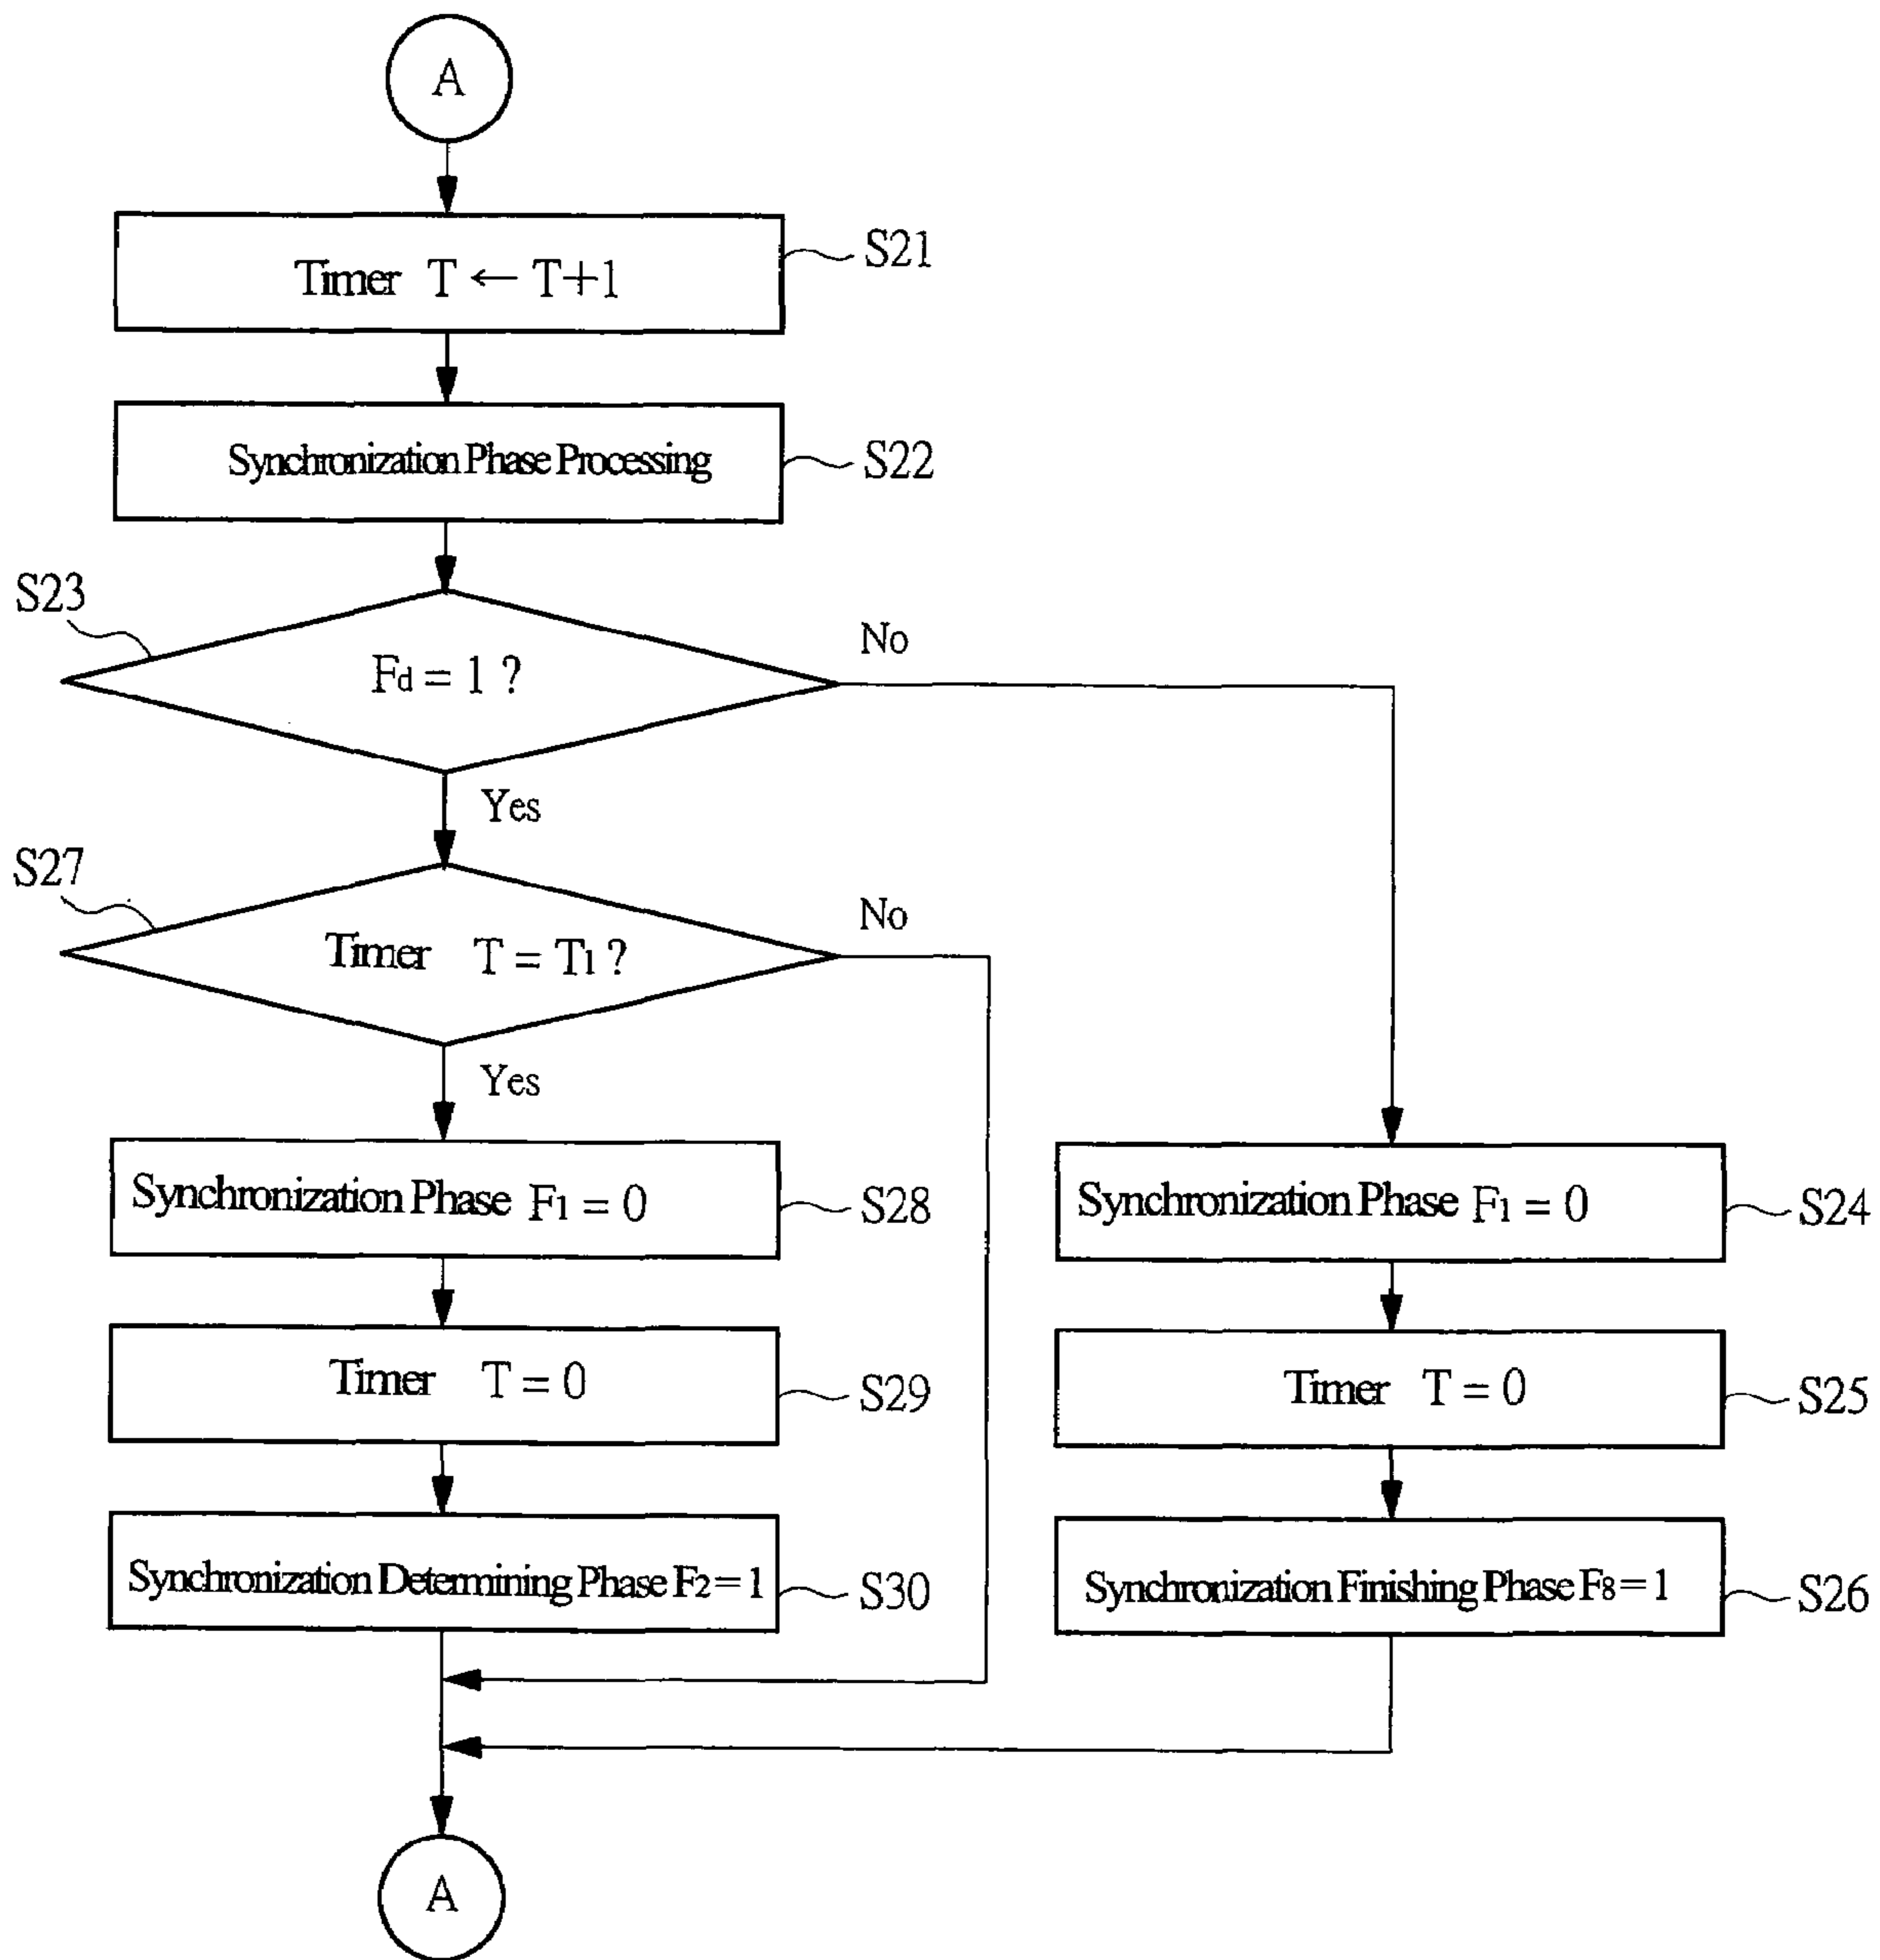 A
Timer T ← T+1
S21
Synchronization Phase Processing
S22
S23
Fd = 1 ?
No
Yes
S27
Timer T = T1 ?
No
Yes
Synchronization Phase F1 = 0
S28
Synchronization Phase F1 = 0
S24
Timer T = 0
S29
Timer T = 0
S25
Synchronization Determining Phase F2 = 1
S30
Synchronization Finishing Phase F8 = 1
S26
A